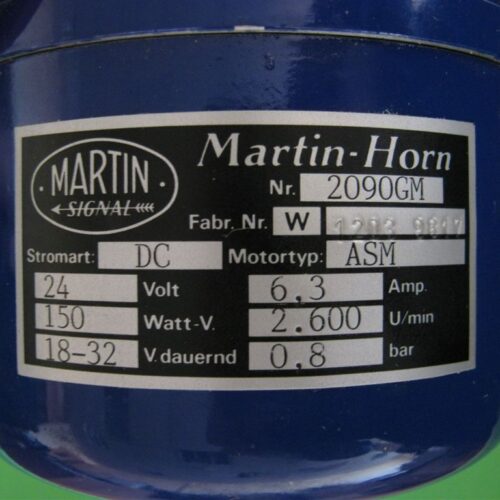 MARTIN
SIGNAL
Martin-Horn
Nr. 2090GM
Fabr. Nr. W
Stromart: DC Motortyp: ASM
24 Volt 6,3 Amp.
150 Watt-V. 2.600 U/min
18-32 V. dauernd 0,8 bar